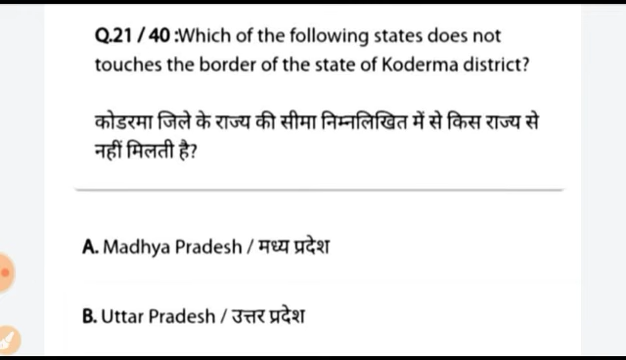 Q.21 / 40 :Which of the following states does not
touches the border of the state of Koderma district?
कोडरमा जिले के राज्य की सीमा निम्नलिखित में से किस राज्य से
नहीं मिलती है?
A. Madhya Pradesh / मध्य प्रदेश
B. Uttar Pradesh / उत्तर प्रदेश